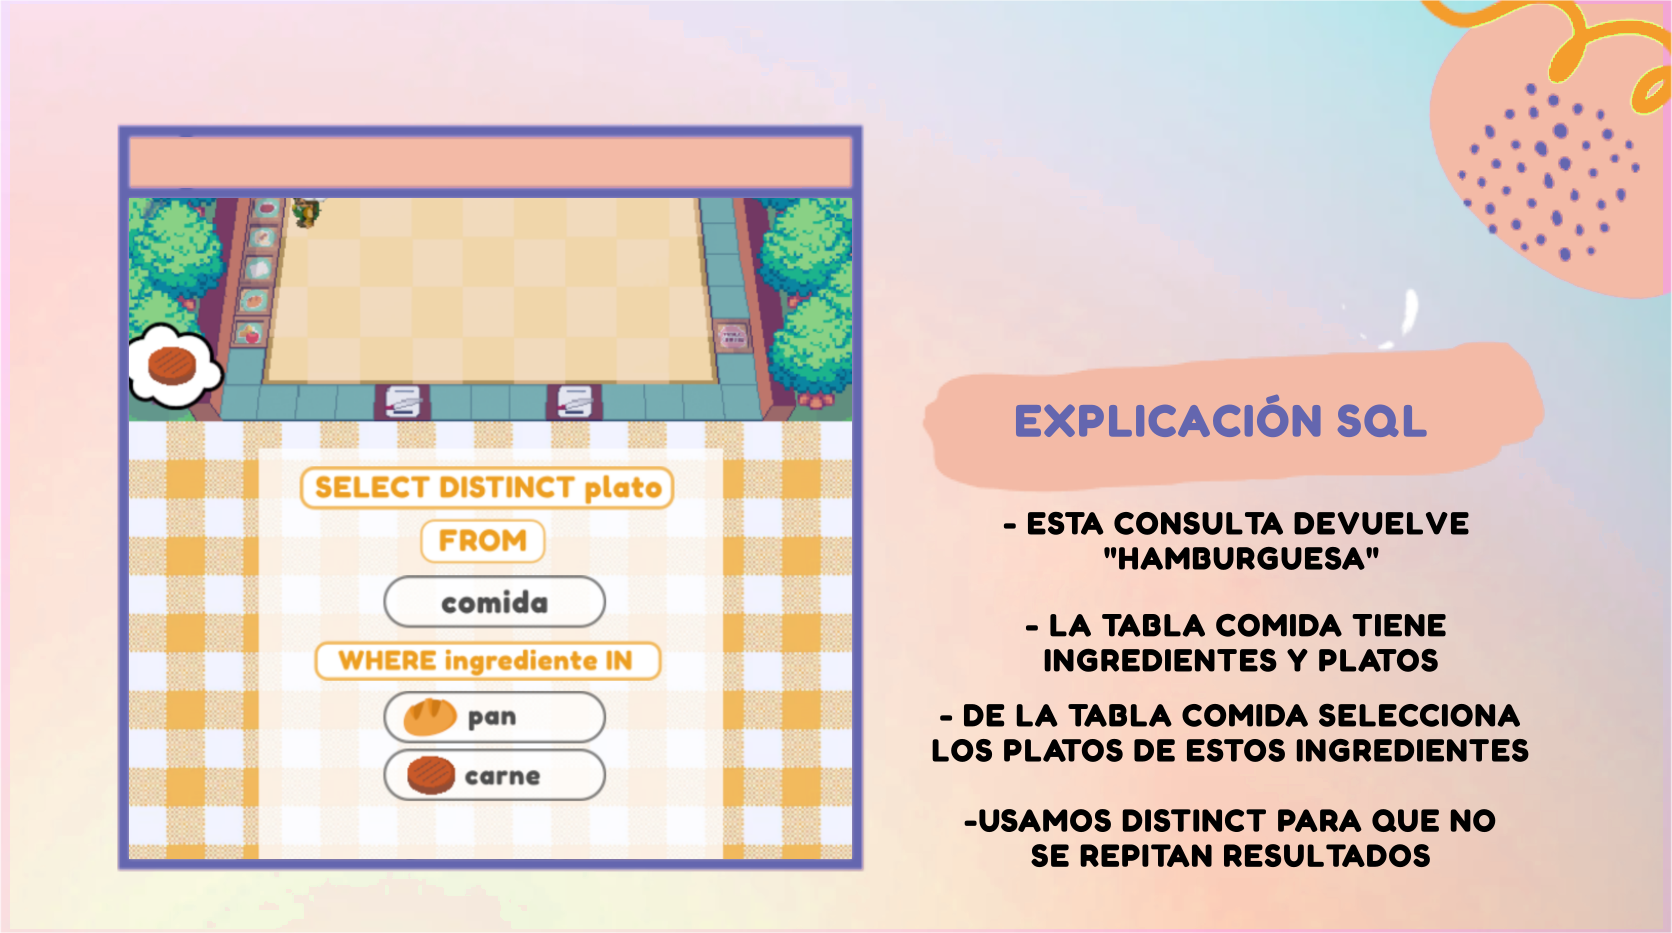 SELECT DISTINCT plato
FROM
comida
WHERE ingrediente IN
pan
carne
EXPLICACIÓN SQL
- ESTA CONSULTA DEVUELVE
"HAMBURGUESA"
- LA TABLA COMIDA TIENE
INGREDIENTES Y PLATOS
- DE LA TABLA COMIDA SELECCIONA
LOS PLATOS DE ESTOS INGREDIENTES
-USAMOS DISTINCT PARA QUE NO
SE REPITAN RESULTADOS